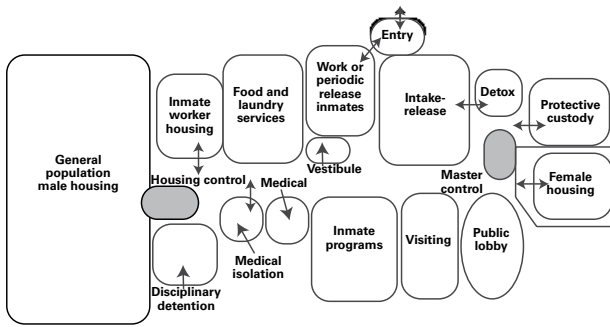 Entry
Work or
periodic
release
inmates
Food and
laundry
services
Inmate
worker
housing
Intake-
release
Detox
Protective
custody
General
population
male housing
Housing control
Medical
Vestibule
Master
control
Female
housing
Inmate
programs
Visiting
Public
lobby
Medical
isolation
Disciplinary
detention